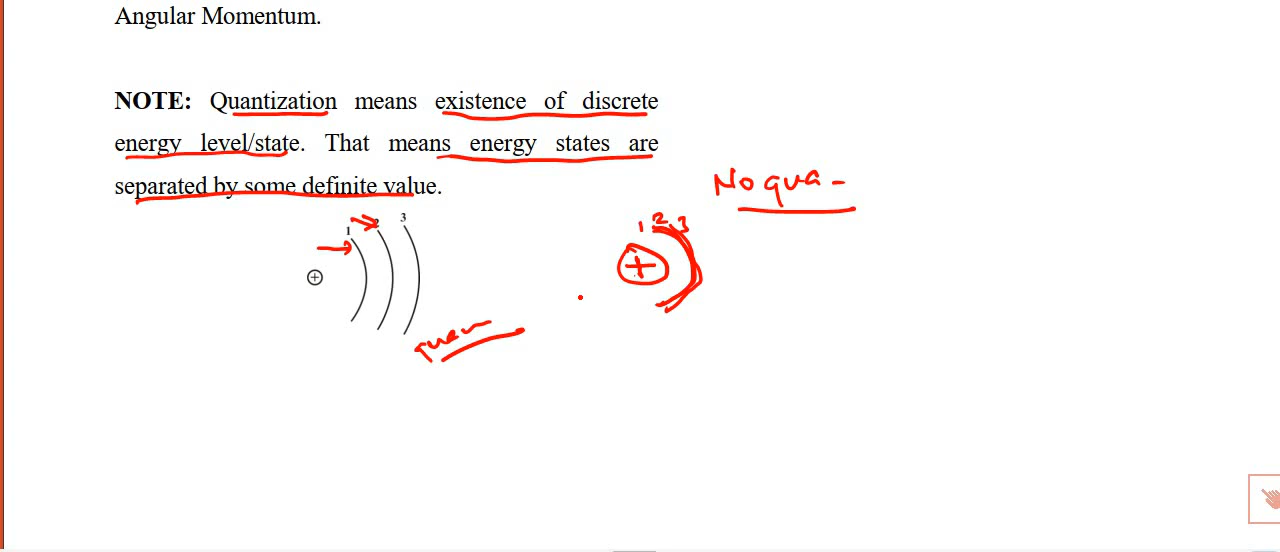 Angular Momentum.
NOTE: Quantization means existence of discrete
energy level/state. That means energy states are
separated by some definite value.
No qua -
1 2 3
1 2 3
+
+